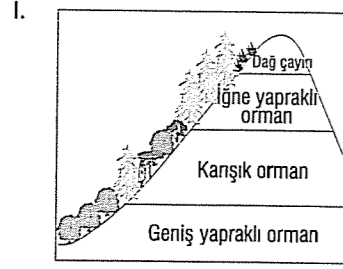 I.
Dağ çayırı
İğne yapraklı
orman
Karışık orman
Geniş yapraklı orman